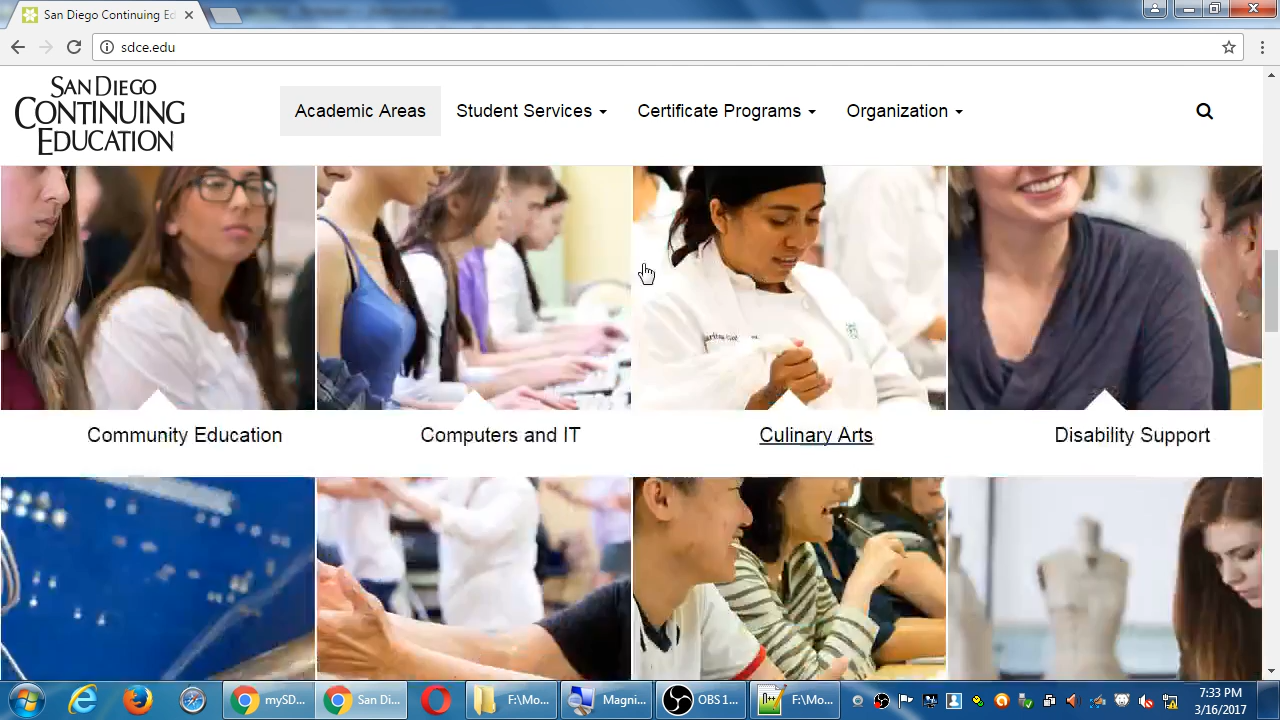 San Diego Continuing Ed
sdce.edu
SAN DIEGO
CONTINUING
EDUCATION
Academic Areas
Student Services
Certificate Programs
Organization
Community Education
Computers and IT
Culinary Arts
Disability Support
mySD...
San Di...
F:\Mo...
Magni...
OBS 1...
F:\Mo...
7:33 PM
3/16/2017